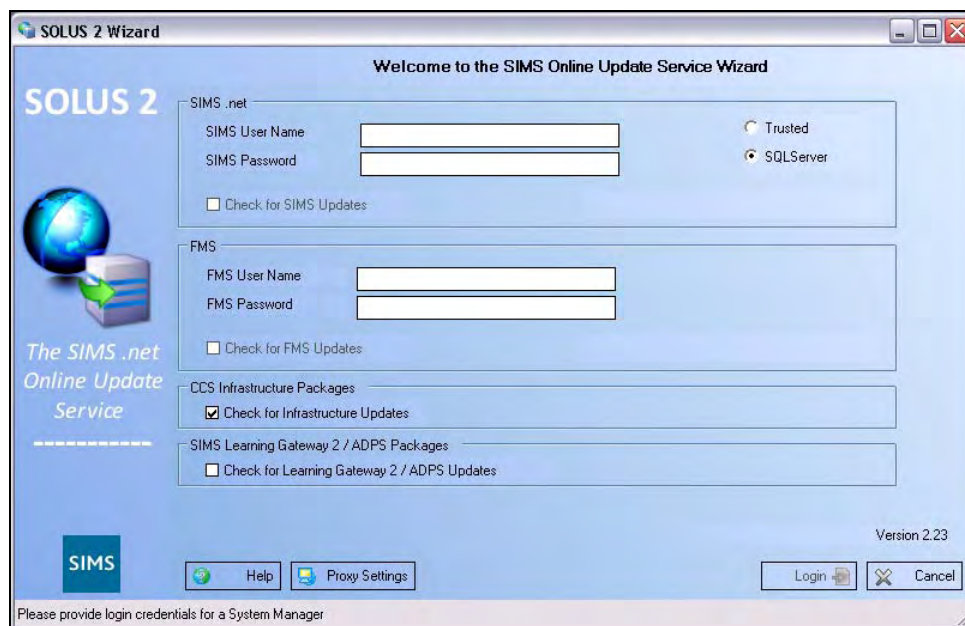 SOLUS 2 Wizard
Welcome to the SIMS Online Update Service Wizard
SOLUS 2
SIMS .net
SIMS User Name
Trusted
SIMS Password
SQLServer
Check for SIMS Updates
FMS
FMS User Name
FMS Password
Check for FMS Updates
The SIMS .net
Online Update
Service
-----------
CCS Infrastructure Packages
Check for Infrastructure Updates
SIMS Learning Gateway 2 / ADPS Packages
Check for Learning Gateway 2 / ADPS Updates
Version 2.23
SIMS
Help
Proxy Settings
Login
Cancel
Please provide login credentials for a System Manager